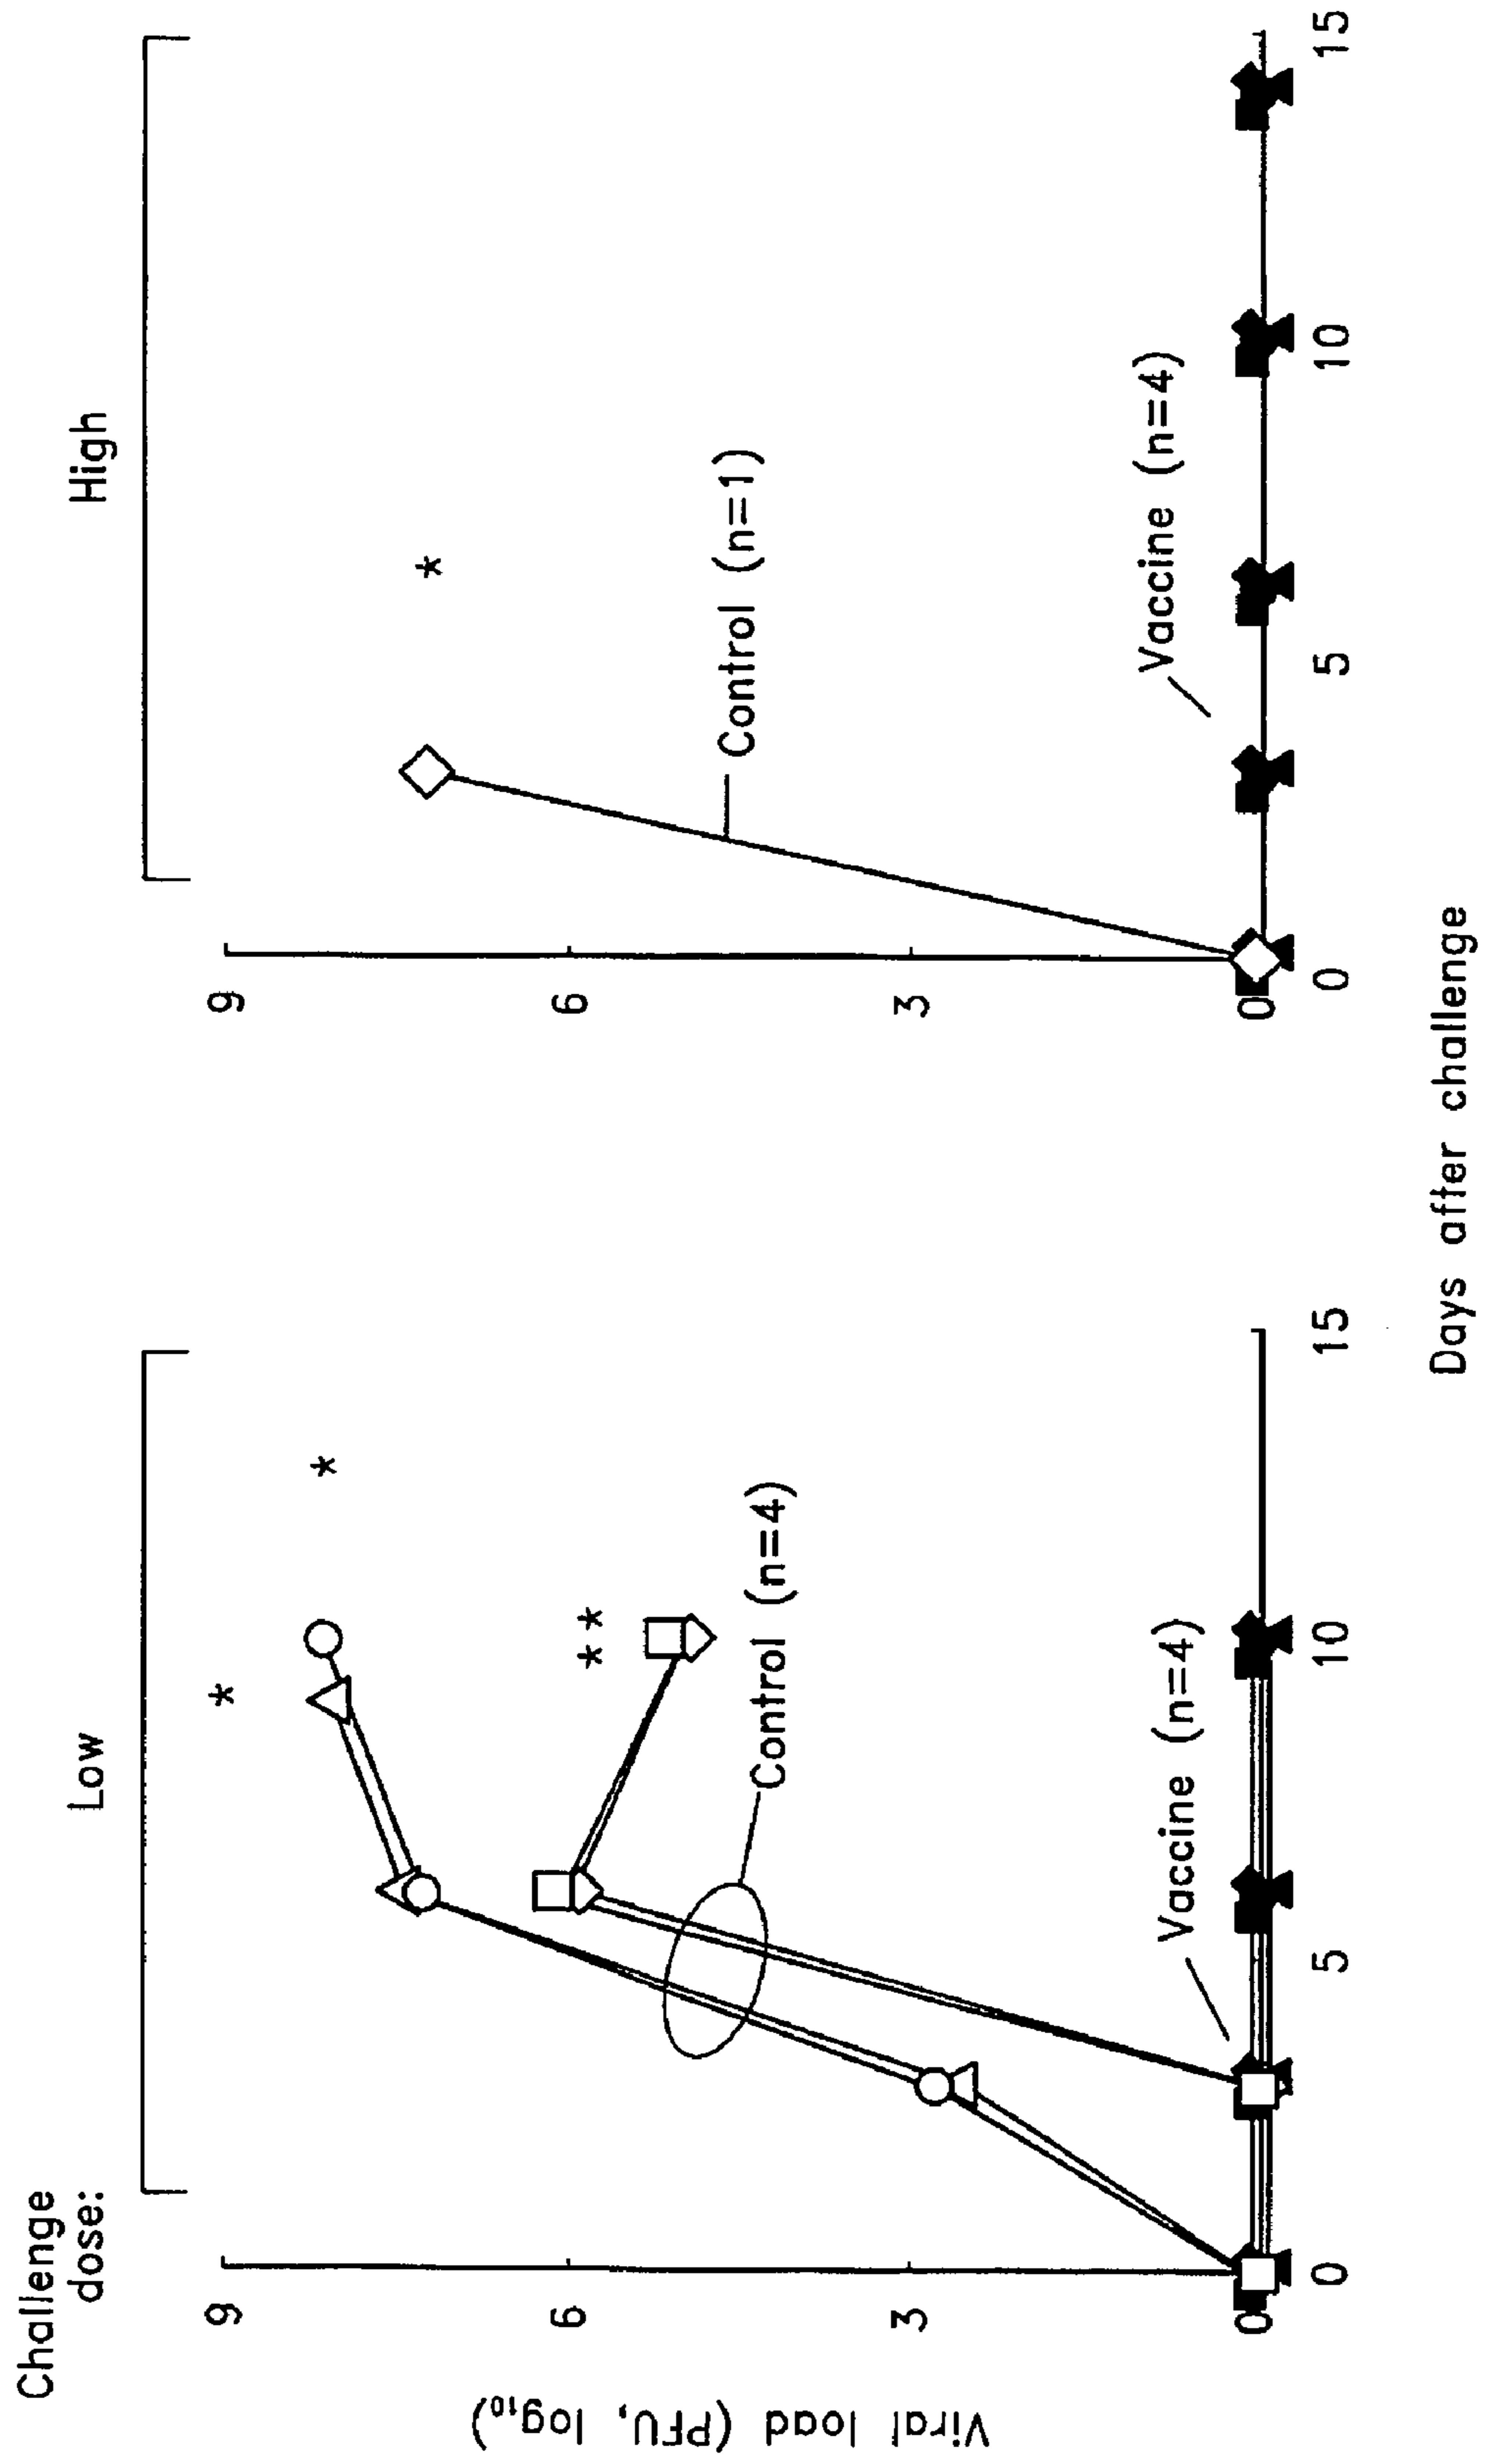 Challenge
dose:
Low
High
Viral load (PFU, log10)
9
6
3
0
*
*
**
Control (n=4)
Vaccine (n=4)
0
5
10
15
9
6
3
0
*
Control (n=1)
Vaccine (n=4)
0
5
10
15
Days after challenge